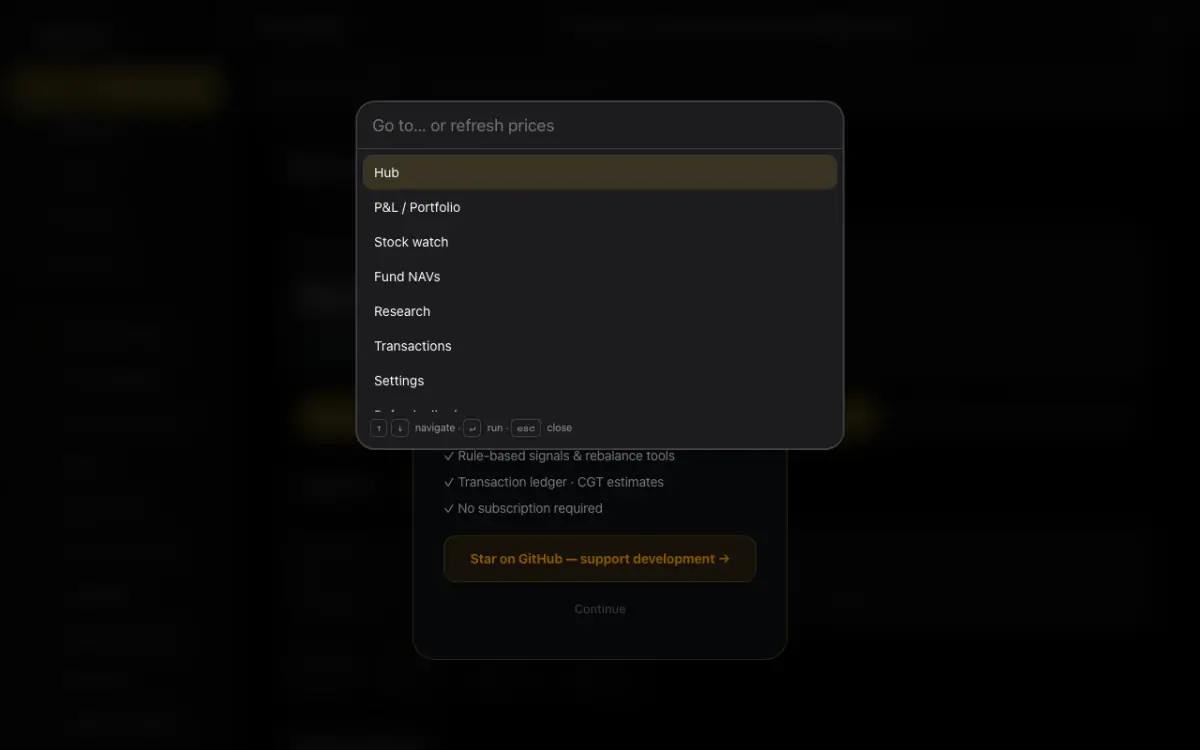 Go to... or refresh prices
Hub
P&L / Portfolio
Stock watch
Fund NAVs
Research
Transactions
Settings
↑ ↓ navigate · ↵ run · esc close
✓ Rule-based signals & rebalance tools
✓ Transaction ledger · CGT estimates
✓ No subscription required
Star on GitHub — support development →
Continue